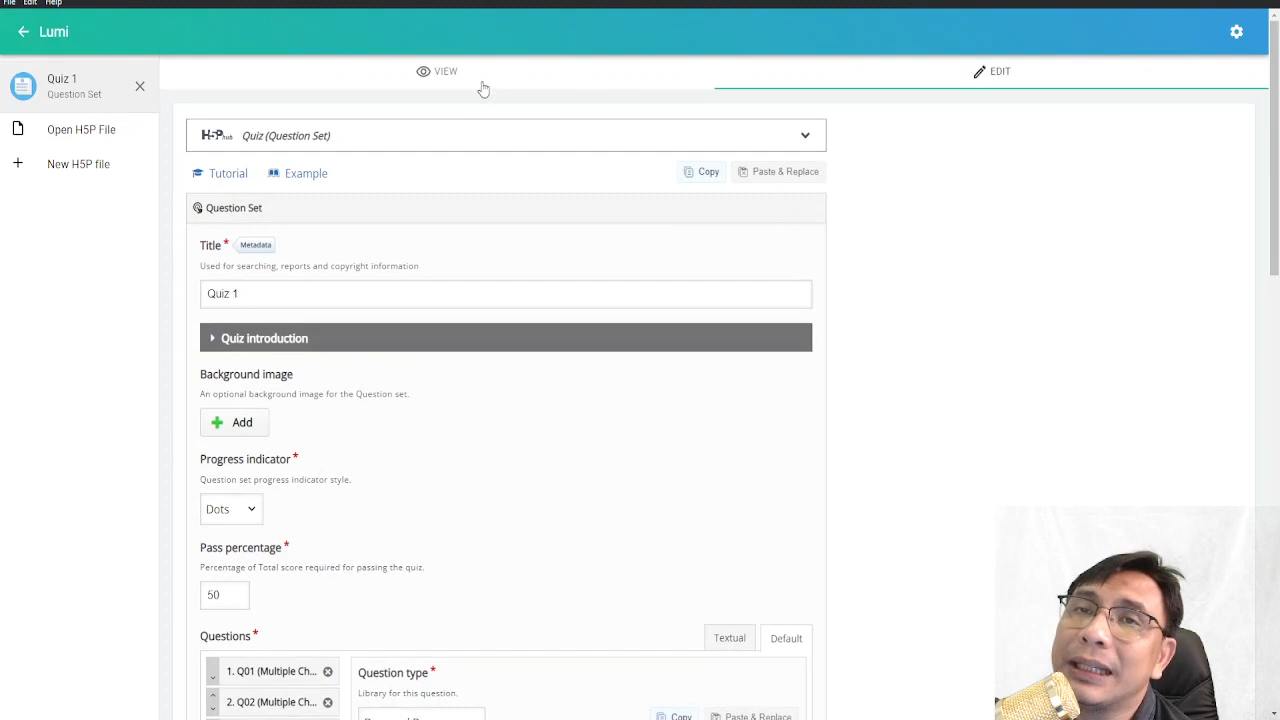 File Edit Help
Lumi
Quiz 1
Question Set
Open H5P File
New H5P file
VIEW
EDIT
H5P hub Quiz (Question Set)
Tutorial Example
Copy Paste & Replace
Question Set
Title * Metadata
Used for searching, reports and copyright information
Quiz 1
Quiz introduction
Background image
An optional background image for the Question set.
Add
Progress indicator *
Question set progress indicator style.
Dots
Pass percentage *
Percentage of Total score required for passing the quiz.
50
Questions *
Textual Default
1. Q01 (Multiple Ch...
2. Q02 (Multiple Ch...
Question type *
Library for this question.
Copy Paste & Replace